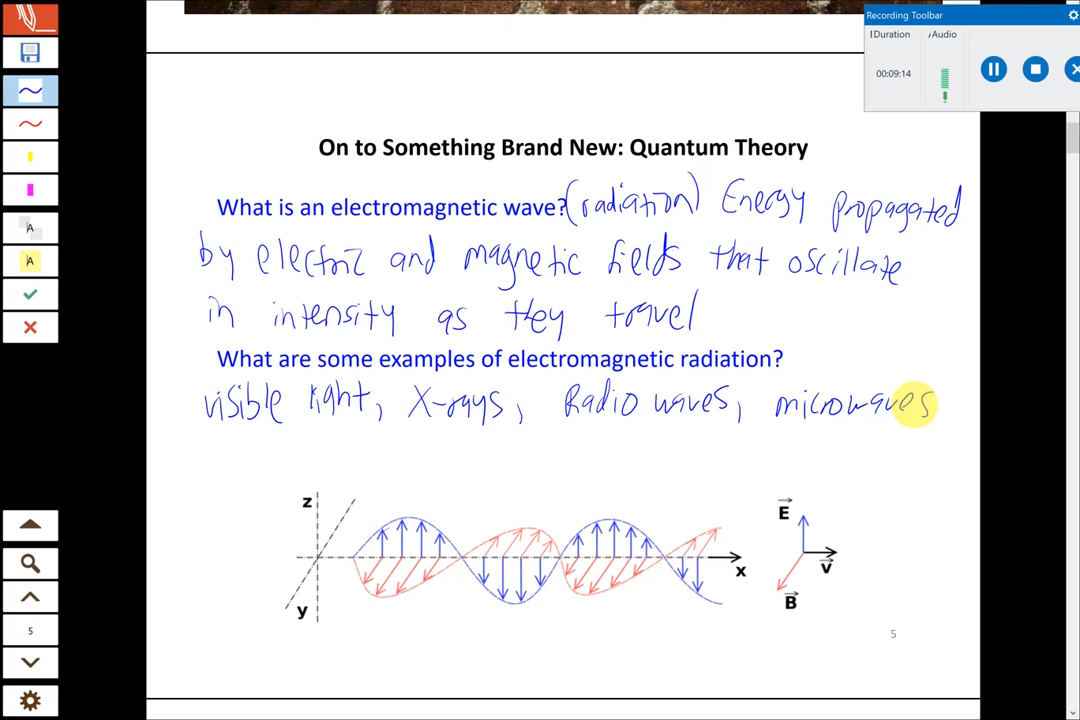 Recording Toolbar
Duration
Audio
00:09:14
On to Something Brand New: Quantum Theory
What is an electromagnetic wave? (radiation) Energy propagated
by electric and magnetic fields that oscillate
in intensity as they travel
What are some examples of electromagnetic radiation?
visible light, X-rays, Radio waves, microwaves
A
A
z
y
x
E
v
B
5
5